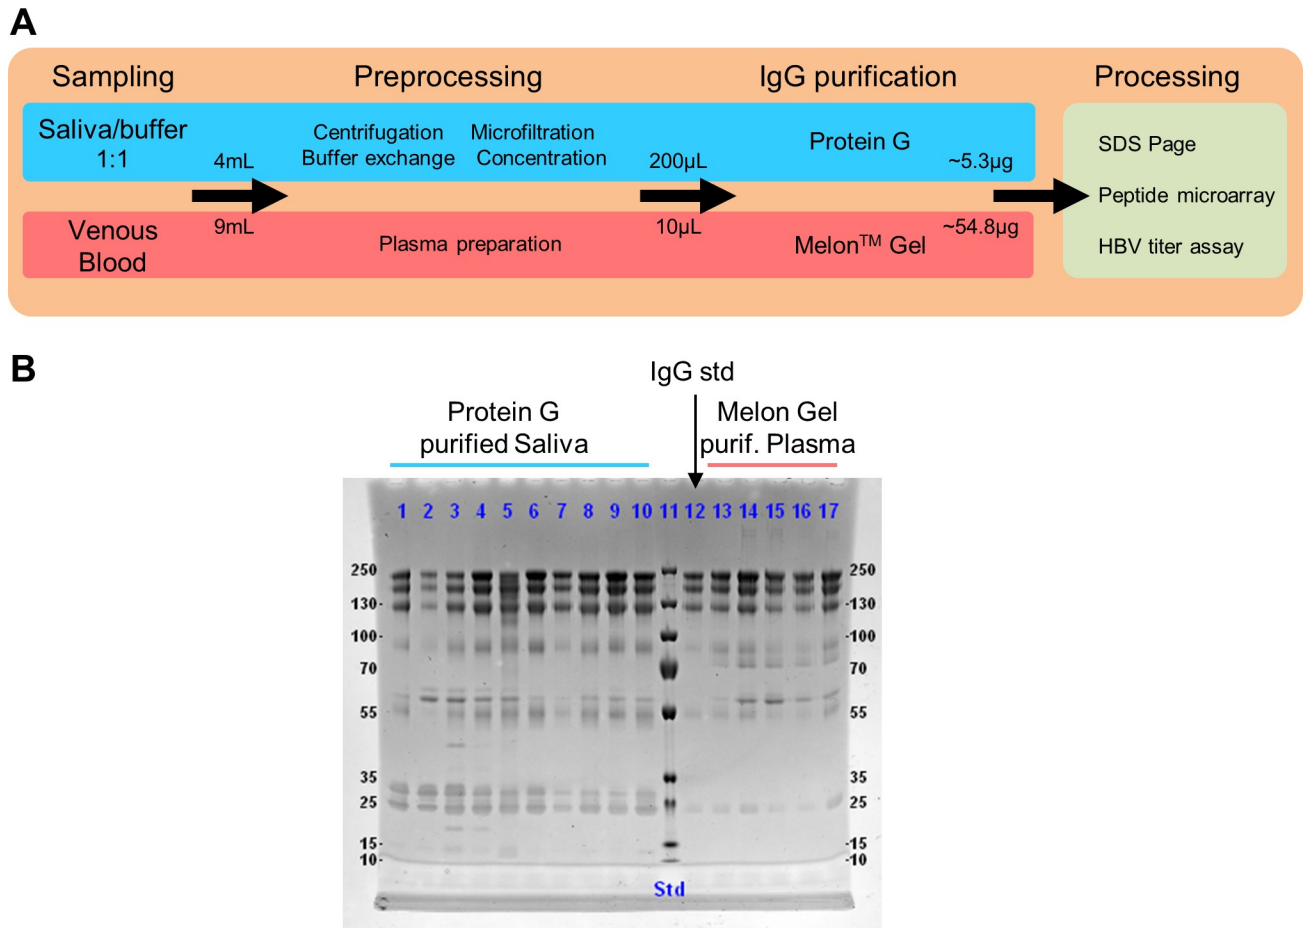 A
Sampling Preprocessing IgG purification Processing
Saliva/buffer
1:1
4mL
Centrifugation Microfiltration
Buffer exchange Concentration
200µL
Protein G
~5.3µg
Venous
Blood
9mL
Plasma preparation
10µL
Melon™ Gel
~54.8µg
SDS Page
Peptide microarray
HBV titer assay
B
IgG std
Protein G
purified Saliva
Melon Gel
purif. Plasma
1 2 3 4 5 6 7 8 9 10 11 12 13 14 15 16 17
250 250
130- -130
100- -100
70 70
55 55
35 35
25 25
15- -15
10- -10
Std